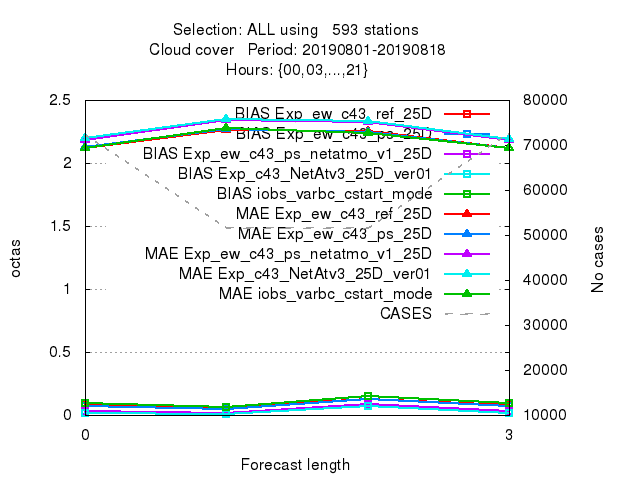 Selection: ALL using 593 stations
Cloud cover Period: 20190801-20190818
Hours: {00,03,...,21}
2.5
2
1.5
1
0.5
0
octas
80000
70000
60000
50000
40000
30000
20000
10000
No cases
BIAS Exp_ew_c43_ref_25D
BIAS Exp_ew_c43_ps_25D
BIAS Exp_ew_c43_ps_netatmo_v1_25D
BIAS Exp_c43_NetAtv3_25D_ver01
BIAS iobs_varbc_cstart_mode
MAE Exp_ew_c43_ref_25D
MAE Exp_ew_c43_ps_25D
MAE Exp_ew_c43_ps_netatmo_v1_25D
MAE Exp_c43_NetAtv3_25D_ver01
MAE iobs_varbc_cstart_mode
CASES
0 3
Forecast length